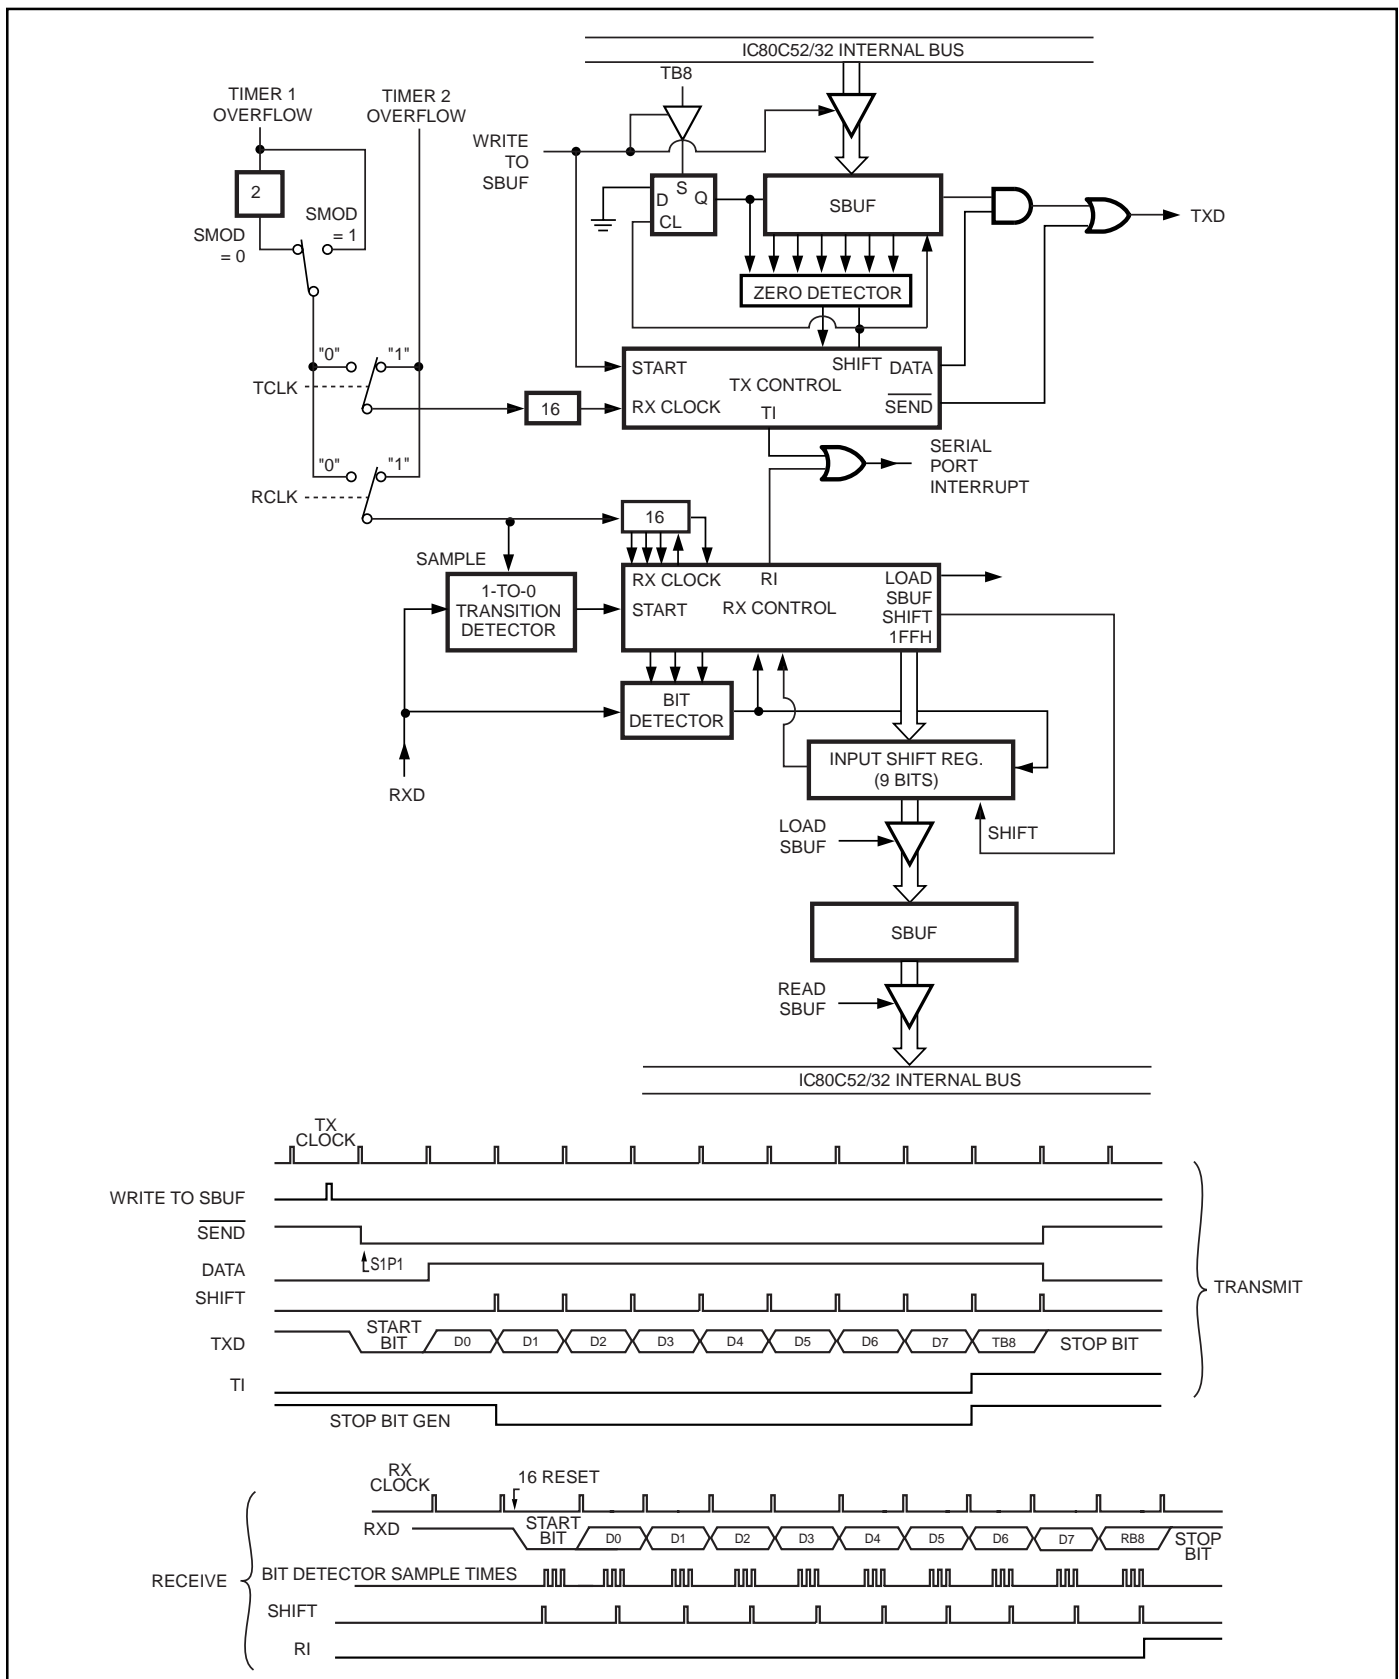 IC80C52/32 INTERNAL BUS
TB8
TIMER 1
OVERFLOW
TIMER 2
OVERFLOW
WRITE
TO
SBUF
2
SMOD
= 1
SMOD
= 0
S
D
Q
CL
SBUF
TXD
ZERO DETECTOR
"0"
"1"
TCLK
START
SHIFT
DATA
TX CONTROL
16
RX CLOCK
TI
SEND
SERIAL
PORT
INTERRUPT
"0"
"1"
RCLK
16
SAMPLE
1-TO-0
TRANSITION
DETECTOR
RX CLOCK
RI
LOAD
SBUF
START
RX CONTROL
SHIFT
1FFH
BIT
DETECTOR
RXD
INPUT SHIFT REG.
(9 BITS)
LOAD
SBUF
SHIFT
SBUF
READ
SBUF
IC80C52/32 INTERNAL BUS
TX
CLOCK
WRITE TO SBUF
SEND
S1P1
DATA
SHIFT
TRANSMIT
TXD
START
BIT
D0
D1
D2
D3
D4
D5
D6
D7
TB8
STOP BIT
TI
STOP BIT GEN
RX
CLOCK
16 RESET
RXD
START
BIT
D0
D1
D2
D3
D4
D5
D6
D7
RB8
STOP
BIT
RECEIVE
BIT DETECTOR SAMPLE TIMES
SHIFT
RI